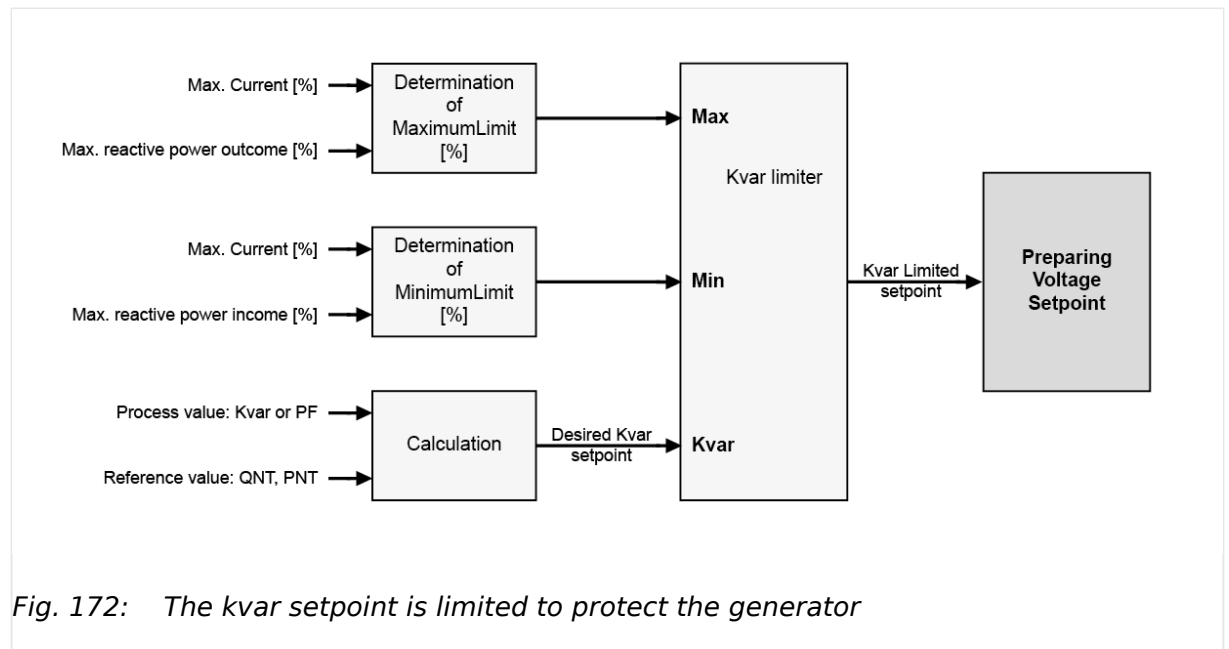 Max. Current [%]
Max. reactive power outcome [%]
Determination
of
MaximumLimit
[%]
Max. Current [%]
Max. reactive power income [%]
Determination
of
MinimumLimit
[%]
Process value: Kvar or PF
Reference value: QNT, PNT
Calculation
Desired Kvar
setpoint
Max
Kvar limiter
Min
Kvar
Kvar Limited
setpoint
Preparing
Voltage
Setpoint
Fig. 172: The kvar setpoint is limited to protect the generator